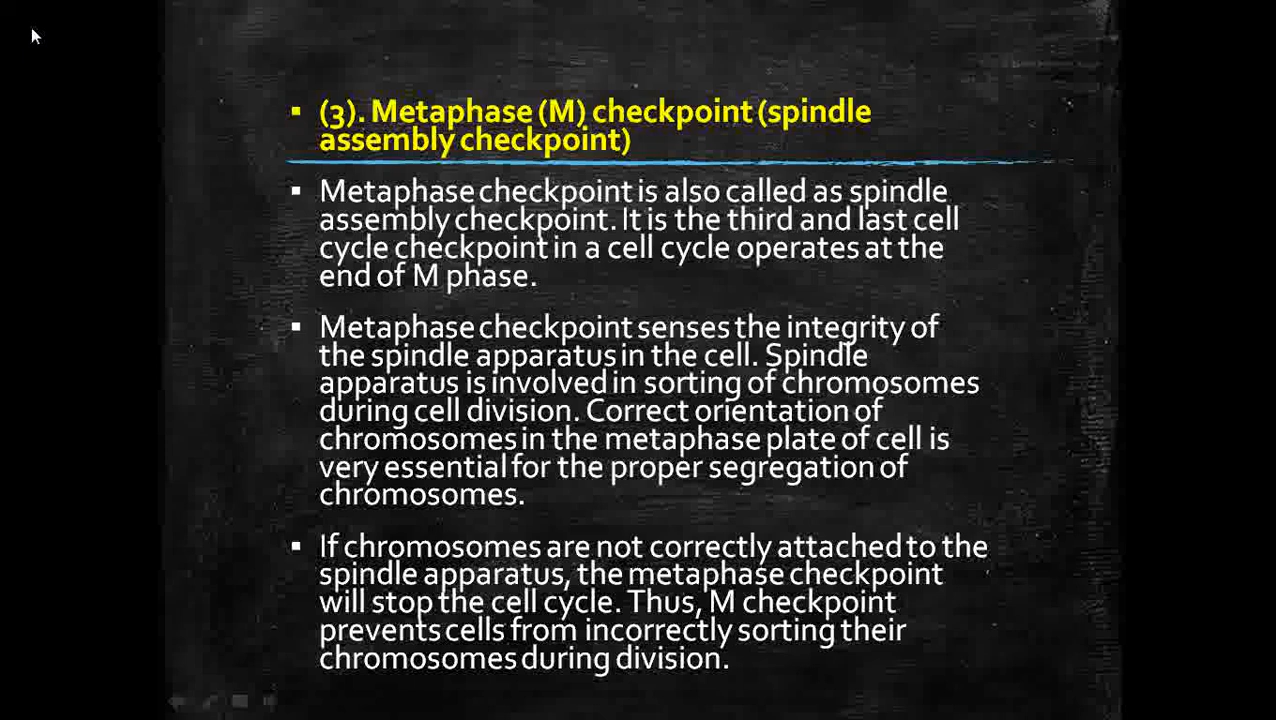 (3). Metaphase (M) checkpoint (spindle
assembly checkpoint)
Metaphase checkpoint is also called as spindle
assembly checkpoint. It is the third and last cell
cycle checkpoint in a cell cycle operates at the
end of M phase.
Metaphase checkpoint senses the integrity of
the spindle apparatus in the cell. Spindle
apparatus is involved in sorting of chromosomes
during cell division. Correct orientation of
chromosomes in the metaphase plate of cell is
very essential for the proper segregation of
chromosomes.
If chromosomes are not correctly attached to the
spindle apparatus, the metaphase checkpoint
will stop the cell cycle. Thus, M checkpoint
prevents cells from incorrectly sorting their
chromosomes during division.